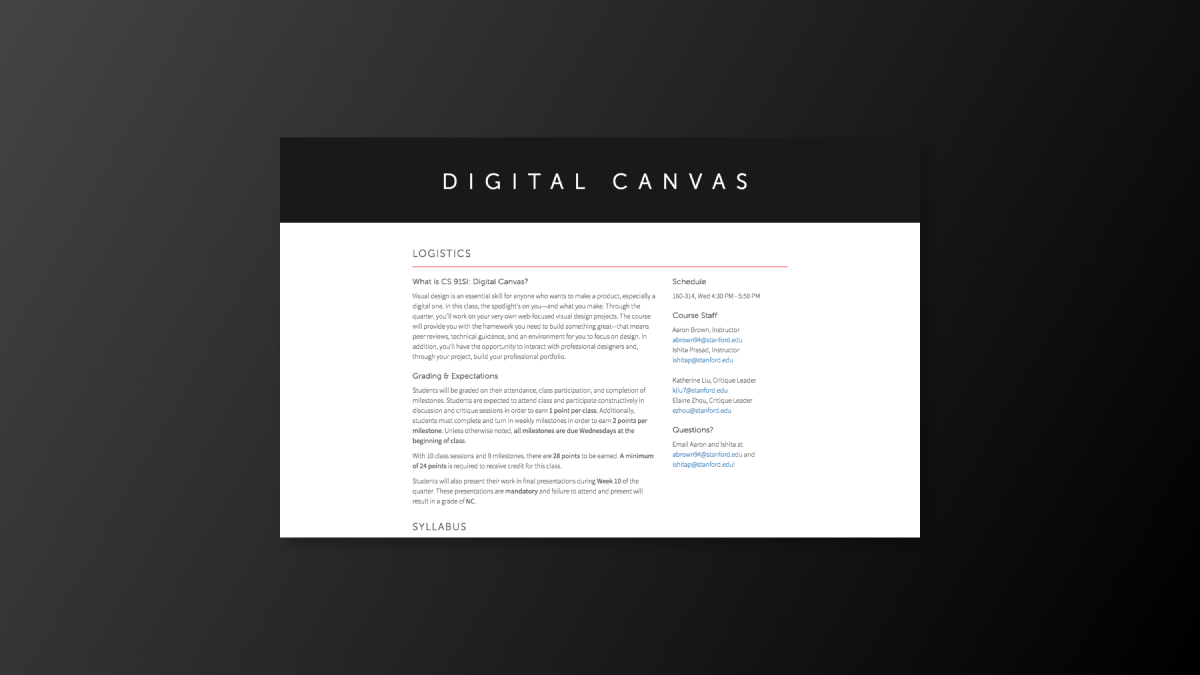 DIGITAL CANVAS
LOGISTICS
What is CS 91SI: Digital Canvas?
Visual design is an essential skill for anyone who wants to make a product, especially a
digital one. In this class, the spotlight's on you—and what you make. Through the
quarter, you'll work on your very own web-focused visual design projects. The course
will provide you with the framework you need to build something great—that means
peer reviews, technical guidance, and an environment for you to focus on design. In
addition, you'll have the opportunity to interact with professional designers and,
through your project, build your professional portfolio.
Grading & Expectations
Students will be graded on their attendance, class participation, and completion of
milestones. Students are expected to attend class and participate constructively in
discussion and critique sessions in order to earn 1 point per class. Additionally,
students must complete and turn in weekly milestones in order to earn 2 points per
milestone. Unless otherwise noted, all milestones are due Wednesdays at the
beginning of class.
With 10 class sessions and 9 milestones, there are 28 points to be earned. A minimum
of 24 points is required to receive credit for this class.
Students will also present their work in final presentations during Week 10 of the
quarter. These presentations are mandatory and failure to attend and present will
result in a grade of NC.
Schedule
160-314, Wed 4:30 PM - 5:50 PM
Course Staff
Aaron Brown, Instructor
abrown94@stanford.edu
Ishita Prasad, Instructor
ishitap@stanford.edu
Katherine Liu, Critique Leader
kliu7@stanford.edu
Elaine Zhou, Critique Leader
ezhou@stanford.edu
Questions?
Email Aaron and Ishita at
abrown94@stanford.edu and
ishitap@stanford.edu!
SYLLABUS